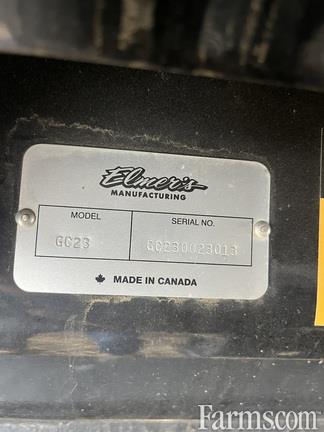 Elmer's
MANUFACTURING
MODEL SERIAL NO.
GC23 GC230023013
MADE IN CANADA
Farms.com